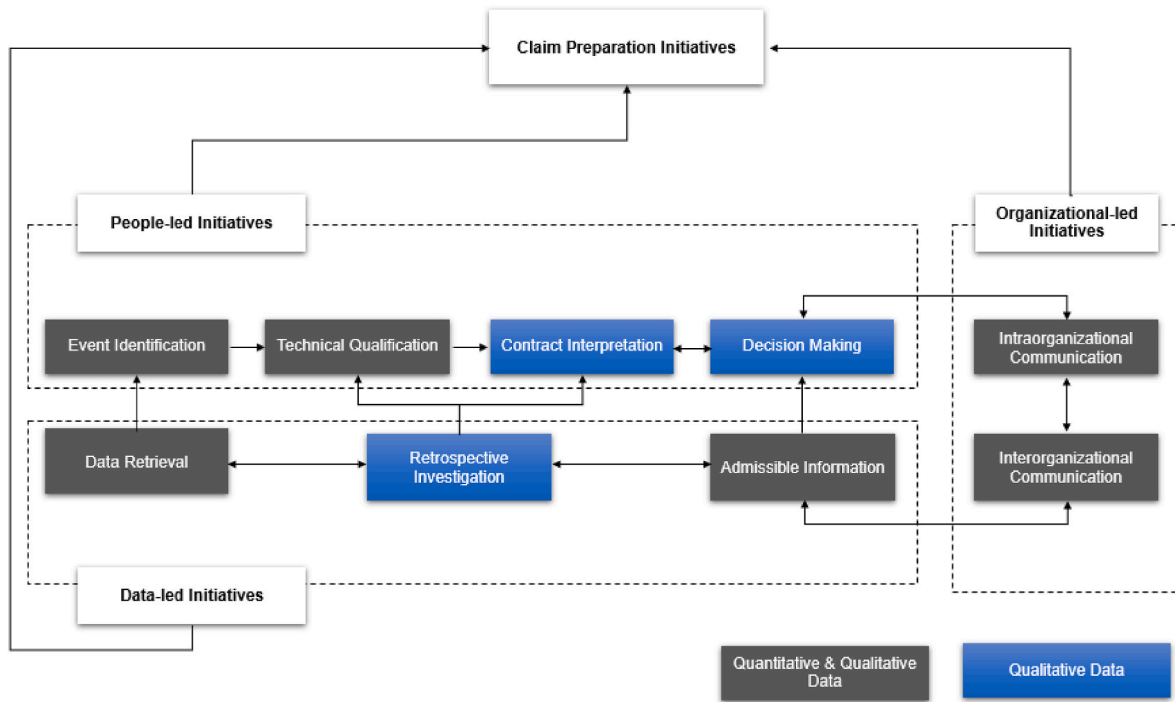 Claim Preparation Initiatives
People-led Initiatives
Organizational-led
Initiatives
Event Identification
Technical Qualification
Contract Interpretation
Decision Making
Intraorganizational
Communication
Data Retrieval
Retrospective
Investigation
Admissible Information
Interorganizational
Communication
Data-led Initiatives
Quantitative & Qualitative
Data
Qualitative Data